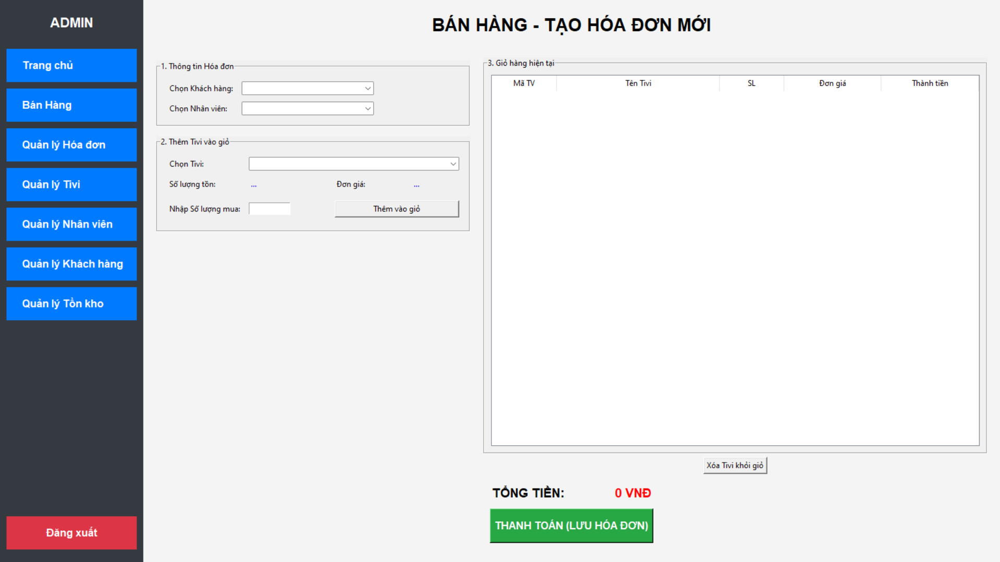 ADMIN
Trang chủ
Bán Hàng
Quản lý Hóa đơn
Quản lý Tivi
Quản lý Nhân viên
Quản lý Khách hàng
Quản lý Tồn kho
Đăng xuất
BÁN HÀNG - TẠO HÓA ĐƠN MỚI
1. Thông tin Hóa đơn
Chọn Khách hàng:
Chọn Nhân viên:
2. Thêm Tivi vào giỏ
Chọn Tivi:
Số lượng tồn: ... Đơn giá: ...
Nhập Số lượng mua: Thêm vào giỏ
3. Giỏ hàng hiện tại
Mã TV Tên Tivi SL Đơn giá Thành tiền
Xóa Tivi khỏi giỏ
TỔNG TIỀN: 0 VNĐ
THANH TOÁN (LƯU HÓA ĐƠN)